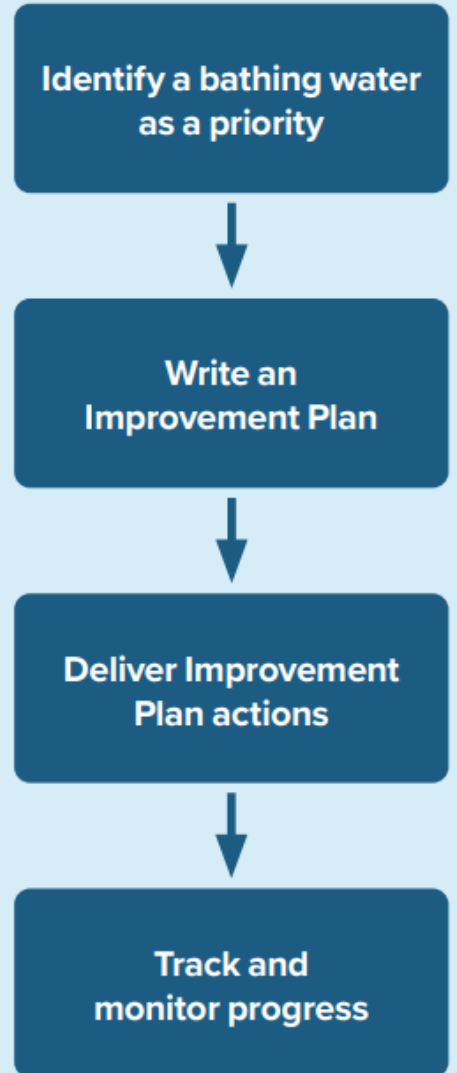 Identify a bathing water
as a priority
Write an
Improvement Plan
Deliver Improvement
Plan actions
Track and
monitor progress